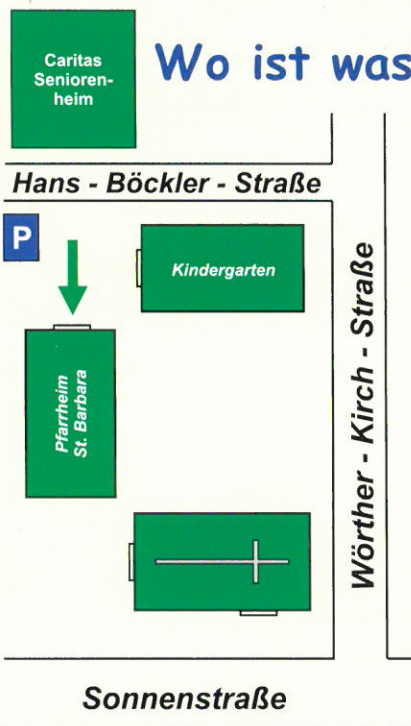 Caritas
Senioren-
heim
Wo ist was
Hans - Böckler - Straße
P
Kindergarten
Pfarrheim
St. Barbara
Wörther - Kirch - Straße
Sonnenstraße